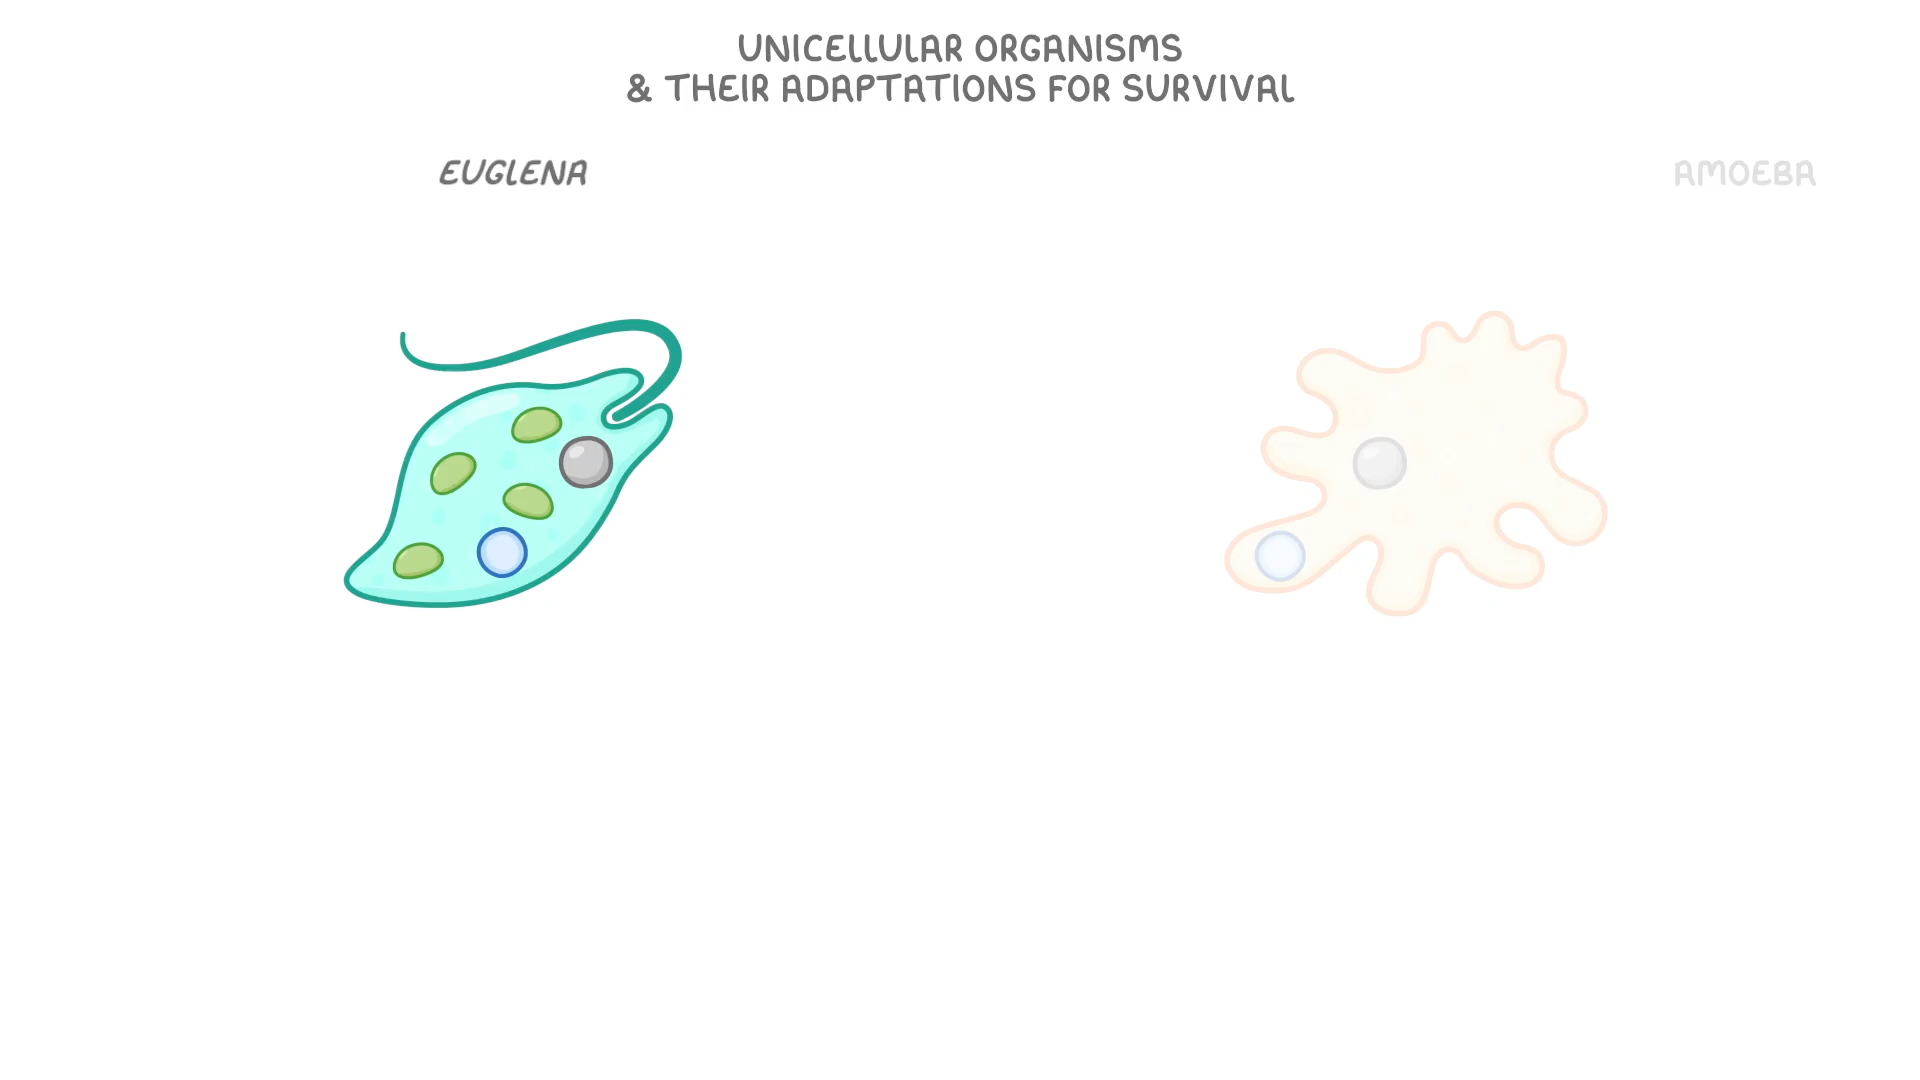 UNICELLULAR ORGANISMS
& THEIR ADAPTATIONS FOR SURVIVAL
EUGLENA
AMOEBA